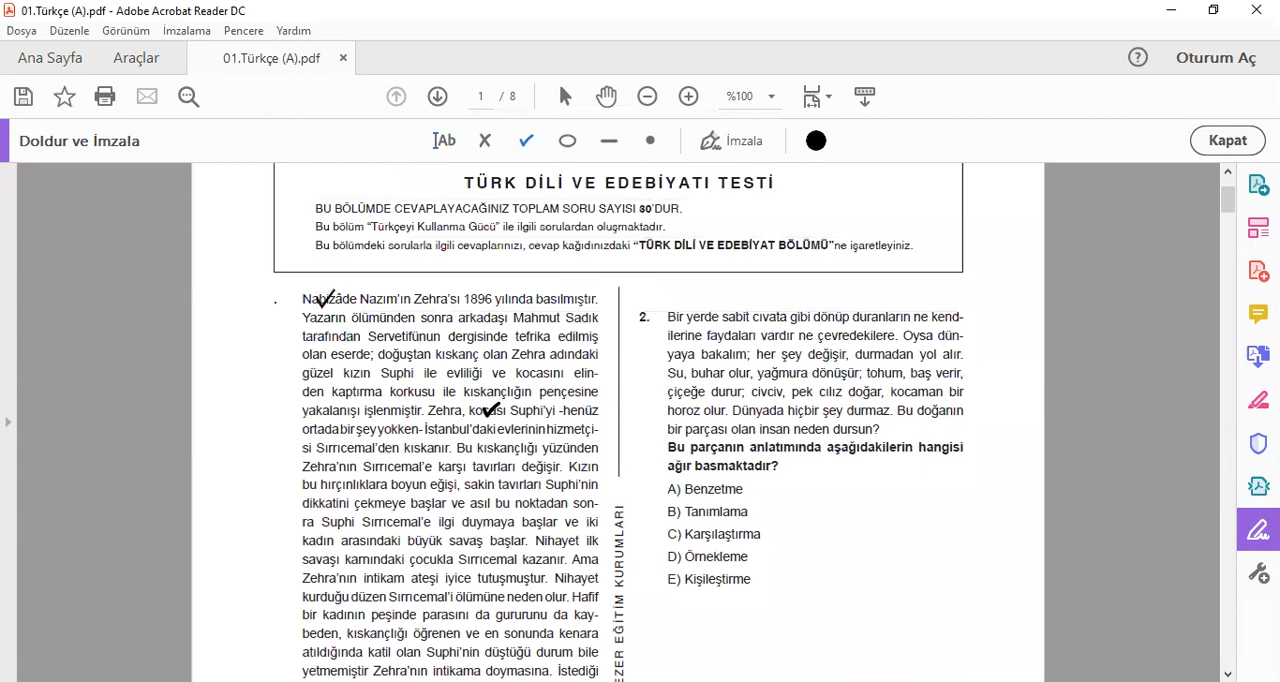 01.Türkçe (A).pdf - Adobe Acrobat Reader DC
Dosya Düzenle Görünüm İmzalama Pencere Yardım
Ana Sayfa Araçlar 01.Türkçe (A).pdf × ? Oturum Aç
1 / 8 %100
Doldur ve İmzala Ab İmzala Kapat
TÜRK DİLİ VE EDEBİYATI TESTİ
BU BÖLÜMDE CEVAPLAYACAĞINIZ TOPLAM SORU SAYISI 30’DUR.
Bu bölüm “Türkçeyi Kullanma Gücü” ile ilgili sorulardan oluşmaktadır.
Bu bölümdeki sorularla ilgili cevaplarınızı, cevap kağıdınızdaki “TÜRK DİLİ VE EDEBİYAT BÖLÜMÜ”ne işaretleyiniz.
. Nabizâde Nazım’ın Zehra’sı 1896 yılında basılmıştır.
Yazarın ölümünden sonra arkadaşı Mahmut Sadık
tarafından Servetifünun dergisinde tefrika edilmiş
olan eserde; doğuştan kıskanç olan Zehra adındaki
güzel kızın Suphi ile evliliği ve kocasını elin-
den kaptırma korkusu ile kıskançlığın pençesine
yakalanışı işlenmiştir. Zehra, kocası Suphi’yi -henüz
ortada bir şey yokken- İstanbul’daki evlerinin hizmetçi-
si Sırrıcemal’den kıskanır. Bu kıskançlığı yüzünden
Zehra’nın Sırrıcemal’e karşı tavırları değişir. Kızın
bu hırçınlıklara boyun eğişi, sakin tavırları Suphi’nin
dikkatini çekmeye başlar ve asıl bu noktadan son-
ra Suphi Sırrıcemal’e ilgi duymaya başlar ve iki
kadın arasındaki büyük savaş başlar. Nihayet ilk
savaşı karnındaki çocukla Sırrıcemal kazanır. Ama
Zehra’nın intikam ateşi iyice tutuşmuştur. Nihayet
kurduğu düzen Sırrıcemal’i ölümüne neden olur. Hafif
bir kadının peşinde parasını da gururunu da kay-
beden, kıskançlığı öğrenen ve en sonunda kenara
atıldığında katil olan Suphi’nin düştüğü durum bile
yetmemiştir Zehra’nın intikama doymasına. İstediği
EZER EĞİTİM KURUMLARI
2. Bir yerde sabit cıvata gibi dönüp duranların ne kend-
ilerine faydaları vardır ne çevredekilere. Oysa dün-
yaya bakalım; her şey değişir, durmadan yol alır.
Su, buhar olur, yağmura dönüşür; tohum, baş verir,
çiçeğe durur; civciv, pek cılız doğar, kocaman bir
horoz olur. Dünyada hiçbir şey durmaz. Bu doğanın
bir parçası olan insan neden dursun?
Bu parçanın anlatımında aşağıdakilerin hangisi
ağır basmaktadır?
A) Benzetme
B) Tanımlama
C) Karşılaştırma
D) Örnekleme
E) Kişileştirme